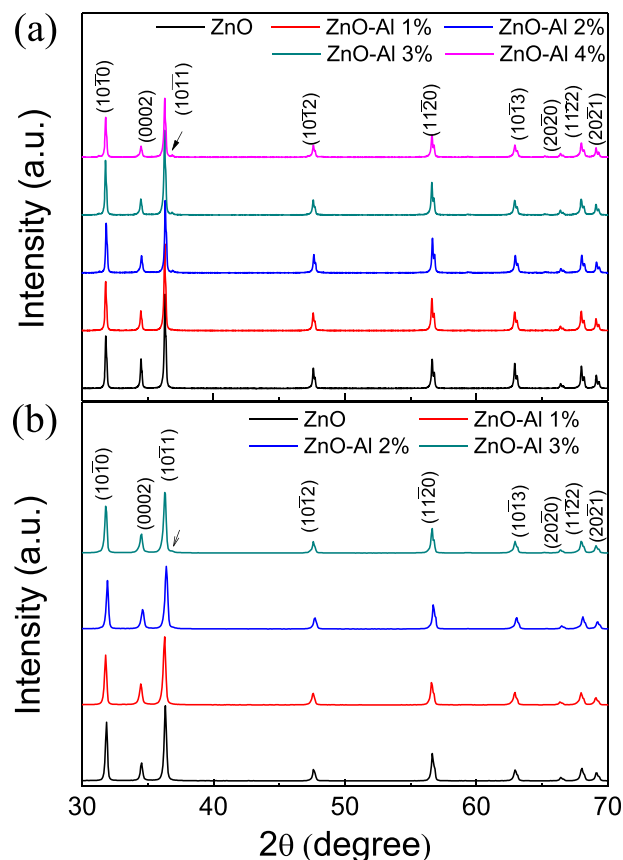 (a)
ZnO ZnO-Al 1% ZnO-Al 2%
ZnO-Al 3% ZnO-Al 4%
(101̅0) (0002) (101̅1) (101̅2) (112̅0) (101̅3) (202̅0) (112̅2) (202̅1)
Intensity (a.u.)
(b)
ZnO ZnO-Al 1%
ZnO-Al 2% ZnO-Al 3%
(101̅0) (0002) (101̅1) (101̅2) (112̅0) (101̅3) (202̅0) (112̅2) (202̅1)
Intensity (a.u.)
30 40 50 60 70
2θ (degree)